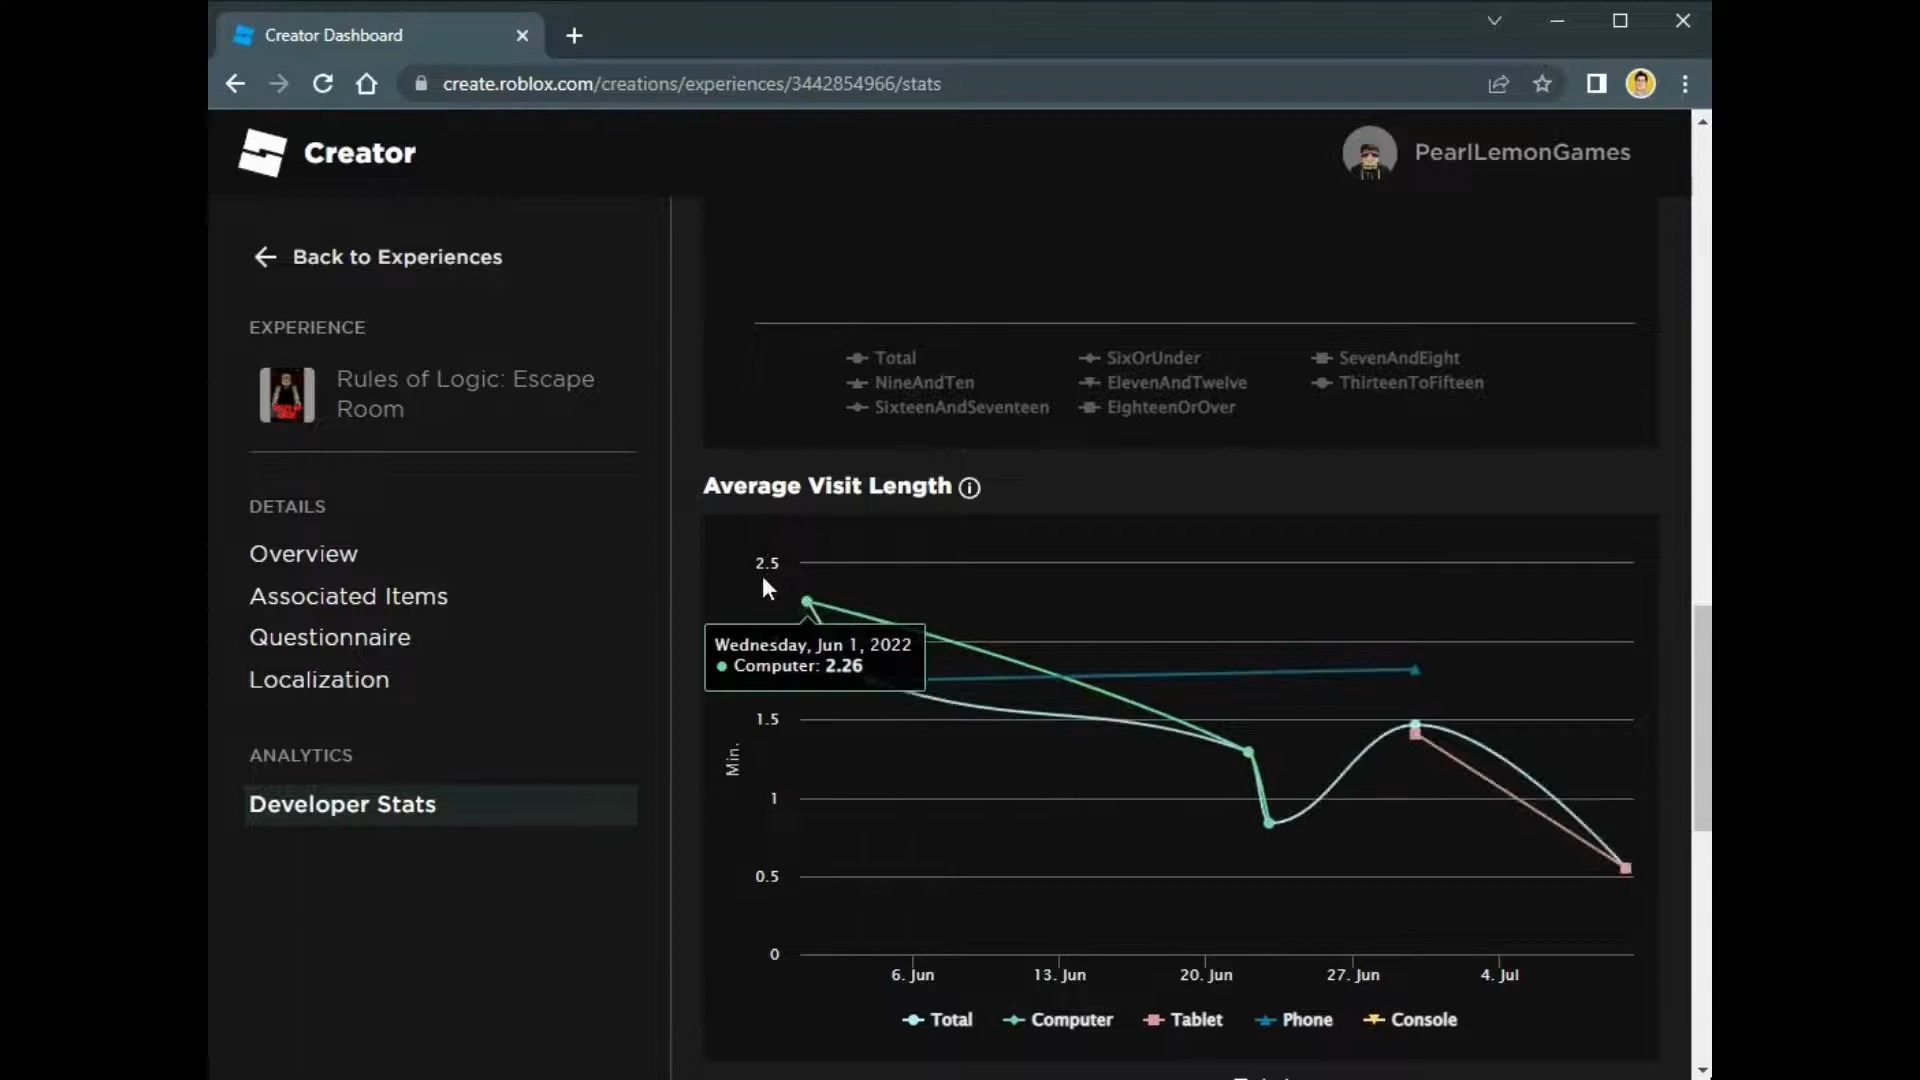 Creator Dashboard
create.roblox.com/creations/experiences/3442854966/stats
Creator
PearlLemonGames
Back to Experiences
EXPERIENCE
Rules of Logic: Escape
Room
DETAILS
Overview
Associated Items
Questionnaire
Localization
ANALYTICS
Developer Stats
Total SixOrUnder SevenAndEight
NineAndTen ElevenAndTwelve ThirteenToFifteen
SixteenAndSeventeen EighteenOrOver
Average Visit Length
2.5
Wednesday, Jun 1, 2022
Computer: 2.26
1.5
Min.
1
0.5
0
6. Jun 13. Jun 20. Jun 27. Jun 4. Jul
Total Computer Tablet Phone Console